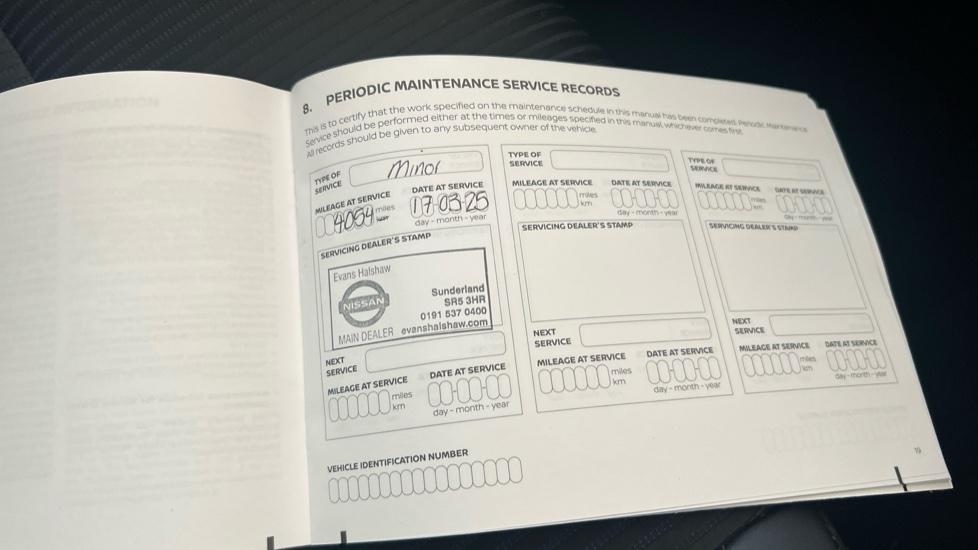 8. PERIODIC MAINTENANCE SERVICE RECORDS
This is to certify that the work specified on the maintenance schedule in this manual has been completed. Periodic Maintenance
Service should be performed either at the times or mileages specified in this manual, whichever comes first.
All records should be given to any subsequent owner of the vehicle.
TYPE OF SERVICE Minor
MILEAGE AT SERVICE DATE AT SERVICE
4054 miles 17-03-25
day - month - year
SERVICING DEALER'S STAMP
Evans Halshaw
NISSAN
MAIN DEALER
Sunderland
SR5 3HR
0191 537 0400
evanshalshaw.com
NEXT SERVICE
MILEAGE AT SERVICE DATE AT SERVICE
miles
km
day - month - year
TYPE OF SERVICE
MILEAGE AT SERVICE DATE AT SERVICE
miles
km
day - month - year
SERVICING DEALER'S STAMP
NEXT SERVICE
MILEAGE AT SERVICE DATE AT SERVICE
miles
km
day - month - year
TYPE OF SERVICE
MILEAGE AT SERVICE DATE AT SERVICE
miles
km
day - month - year
SERVICING DEALER'S STAMP
NEXT SERVICE
MILEAGE AT SERVICE DATE AT SERVICE
miles
km
day - month - year
VEHICLE IDENTIFICATION NUMBER
19